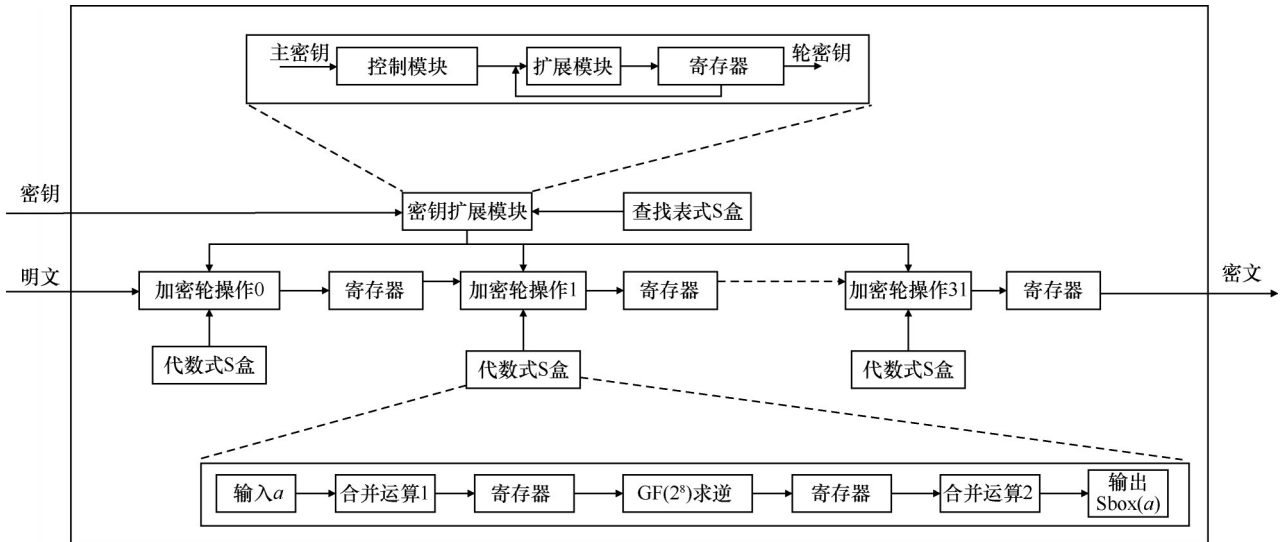 主密钥
控制模块
扩展模块
寄存器
轮密钥
密钥
密钥扩展模块
查找表式S盒
明文
加密轮操作0
寄存器
加密轮操作1
寄存器
加密轮操作31
寄存器
密文
代数式S盒
代数式S盒
代数式S盒
输入a
合并运算1
寄存器
GF(2⁸)求逆
寄存器
合并运算2
输出
Sbox(a)